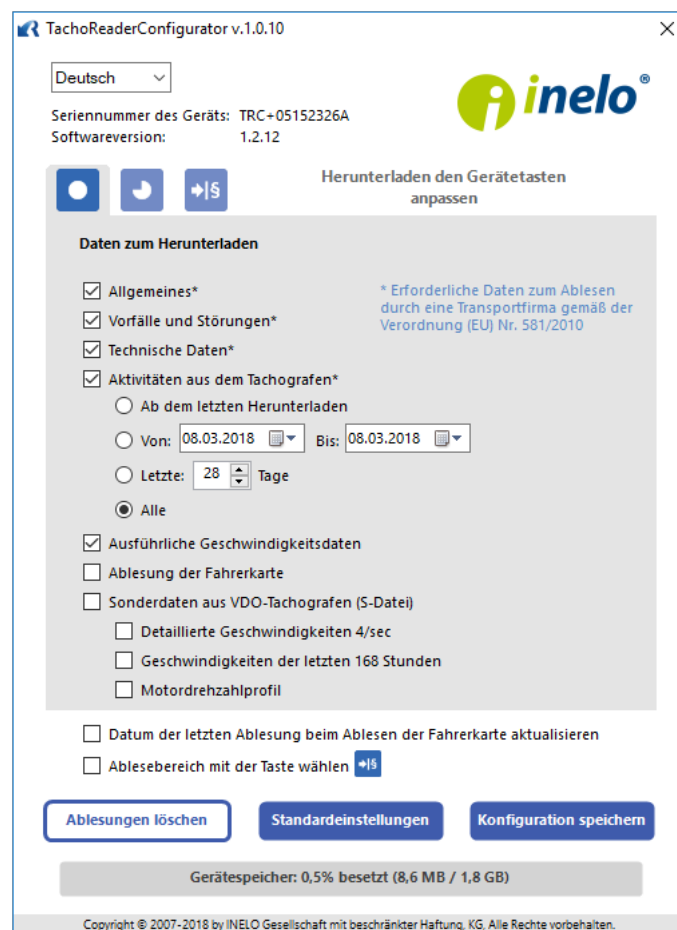 TachoReaderConfigurator v.1.0.10
Deutsch
inelo®
Seriennummer des Geräts: TRC+05152326A
Softwareversion: 1.2.12
Herunterladen den Gerätetasten
anpassen
Daten zum Herunterladen
Allgemeines*
* Erforderliche Daten zum Ablesen
durch eine Transportfirma gemäß der
Verordnung (EU) Nr. 581/2010
Vorfälle und Störungen*
Technische Daten*
Aktivitäten aus dem Tachografen*
Ab dem letzten Herunterladen
Von: 08.03.2018 Bis: 08.03.2018
Letzte: 28 Tage
Alle
Ausführliche Geschwindigkeitsdaten
Ablesung der Fahrerkarte
Sonderdaten aus VDO-Tachografen (S-Datei)
Detaillierte Geschwindigkeiten 4/sec
Geschwindigkeiten der letzten 168 Stunden
Motordrehzahlprofil
Datum der letzten Ablesung beim Ablesen der Fahrerkarte aktualisieren
Ablesebereich mit der Taste wählen
Ablesungen löschen Standardeinstellungen Konfiguration speichern
Gerätespeicher: 0,5% besetzt (8,6 MB / 1,8 GB)
Copyright © 2007-2018 by INELO Gesellschaft mit beschränkter Haftung, KG, Alle Rechte vorbehalten.